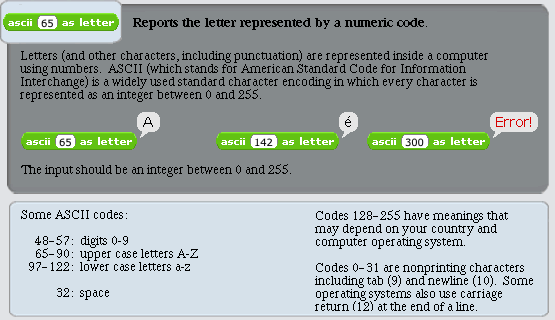 ascii 65 as letter
Reports the letter represented by a numeric code.
Letters (and other characters, including punctuation) are represented inside a computer
using numbers. ASCII (which stands for American Standard Code for Information
Interchange) is a widely used standard character encoding in which every character is
represented as an integer between 0 and 255.
A
ascii 65 as letter
é
ascii 142 as letter
Error!
ascii 300 as letter
The input should be an integer between 0 and 255.
Some ASCII codes:
48-57: digits 0-9
65-90: upper case letters A-Z
97-122: lower case letters a-z
32: space
Codes 128-255 have meanings that
may depend on your country and
computer operating system.
Codes 0-31 are nonprinting characters
including tab (9) and newline (10). Some
operating systems also use carriage
return (12) at the end of a line.